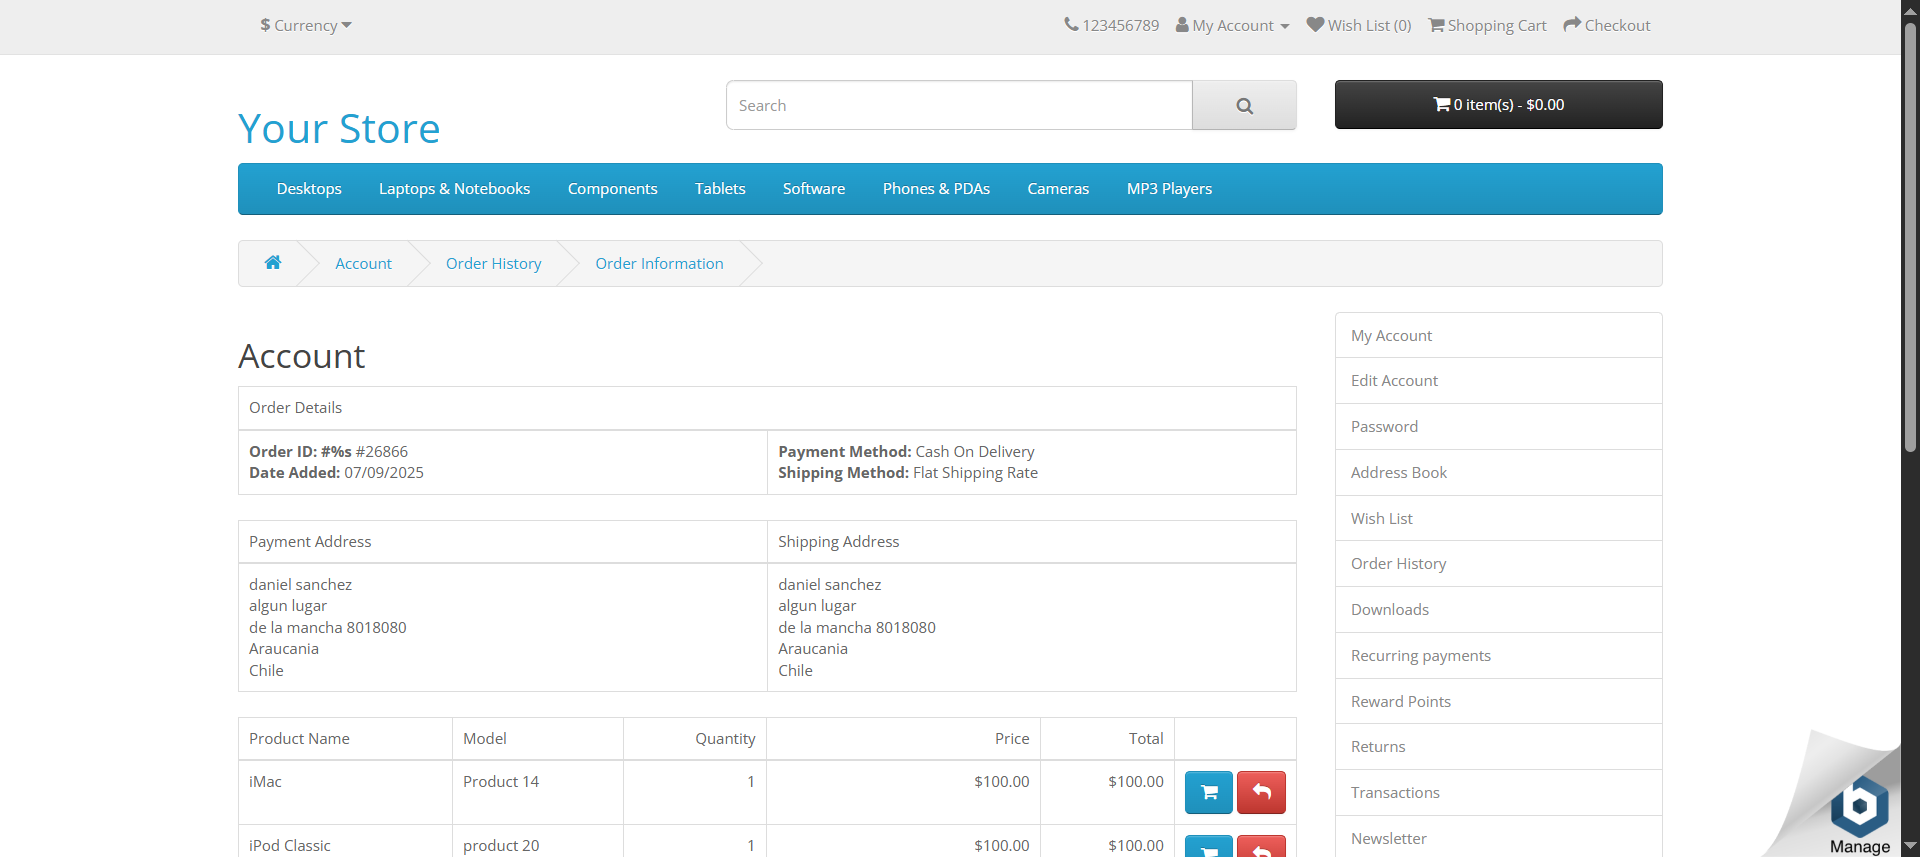 $ Currency
123456789 My Account Wish List (0) Shopping Cart Checkout
Your Store
Search
0 item(s) - $0.00
Desktops Laptops & Notebooks Components Tablets Software Phones & PDAs Cameras MP3 Players
Account Order History Order Information
Account
Order Details
Order ID: #%s #26866
Date Added: 07/09/2025
Payment Method: Cash On Delivery
Shipping Method: Flat Shipping Rate
Payment Address
daniel sanchez
algun lugar
de la mancha 8018080
Araucania
Chile
Shipping Address
daniel sanchez
algun lugar
de la mancha 8018080
Araucania
Chile
Product Name Model Quantity Price Total
iMac Product 14 1 $100.00 $100.00
iPod Classic product 20 1 $100.00 $100.00
My Account
Edit Account
Password
Address Book
Wish List
Order History
Downloads
Recurring payments
Reward Points
Returns
Transactions
Newsletter
b
Manage